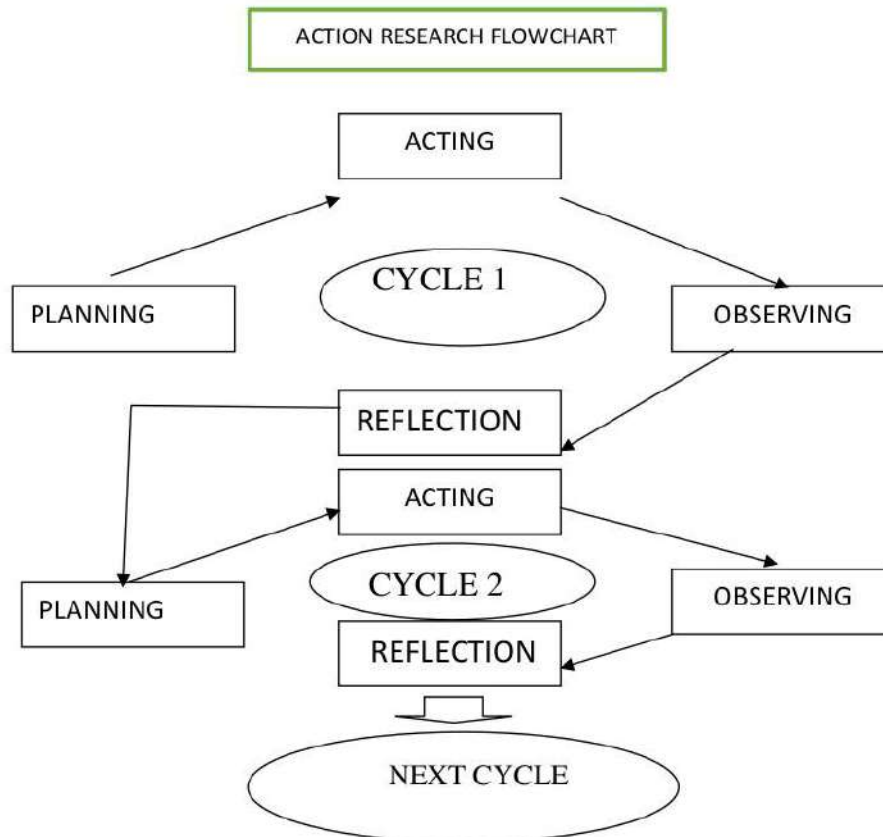 ACTION RESEARCH FLOWCHART
ACTING
CYCLE 1
PLANNING
OBSERVING
REFLECTION
ACTING
CYCLE 2
PLANNING
OBSERVING
REFLECTION
NEXT CYCLE